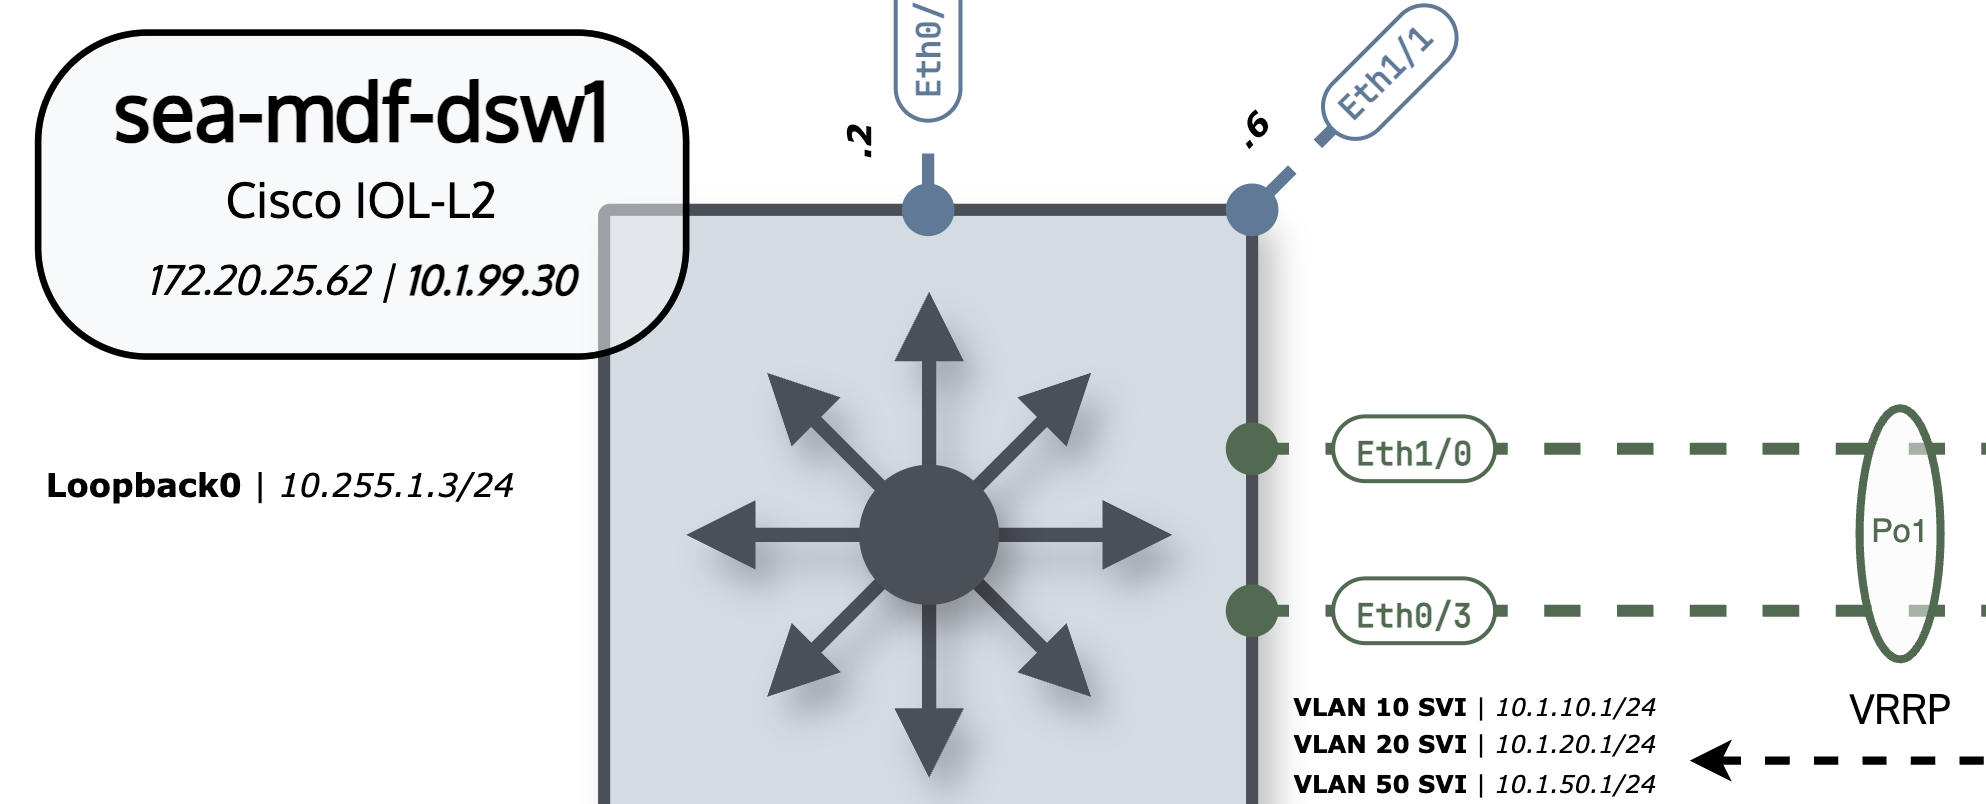 sea-mdf-dsw1
Cisco IOL-L2
172.20.25.62 | 10.1.99.30
Eth0/
.2
.6
Eth1/1
Loopback0 | 10.255.1.3/24
Eth1/0
Po1
Eth0/3
VRRP
VLAN 10 SVI | 10.1.10.1/24
VLAN 20 SVI | 10.1.20.1/24
VLAN 50 SVI | 10.1.50.1/24